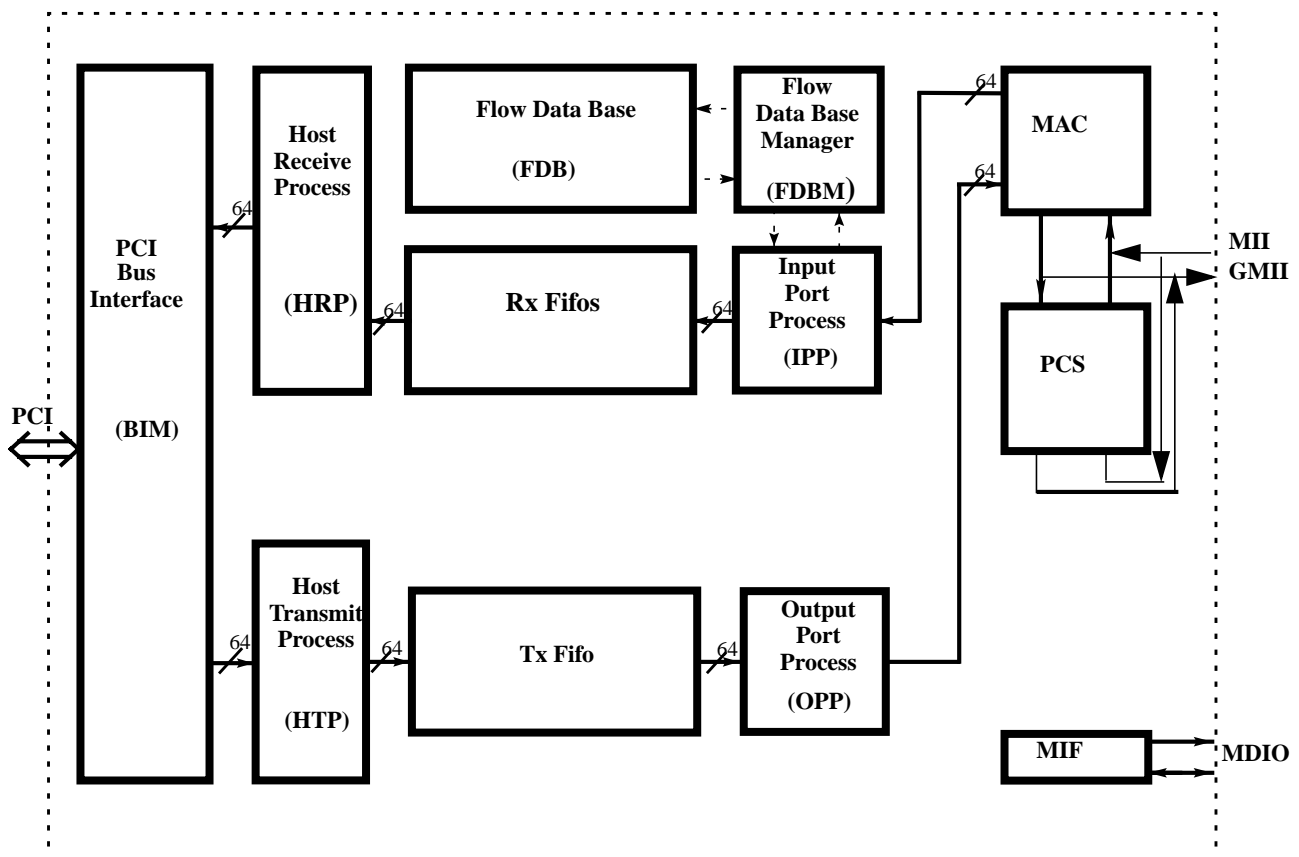 64
Flow
Data Base
Manager
(FDBM)
Flow Data Base
(FDB)
Host
Receive
Process
(HRP)
MAC
64
64
PCI
Bus
Interface
(BIM)
PCI
Rx Fifos
64
64
Input
Port
Process
(IPP)
MII
GMII
PCS
Host
Transmit
Process
(HTP)
64
64
Tx Fifo
64
Output
Port
Process
(OPP)
MIF
MDIO